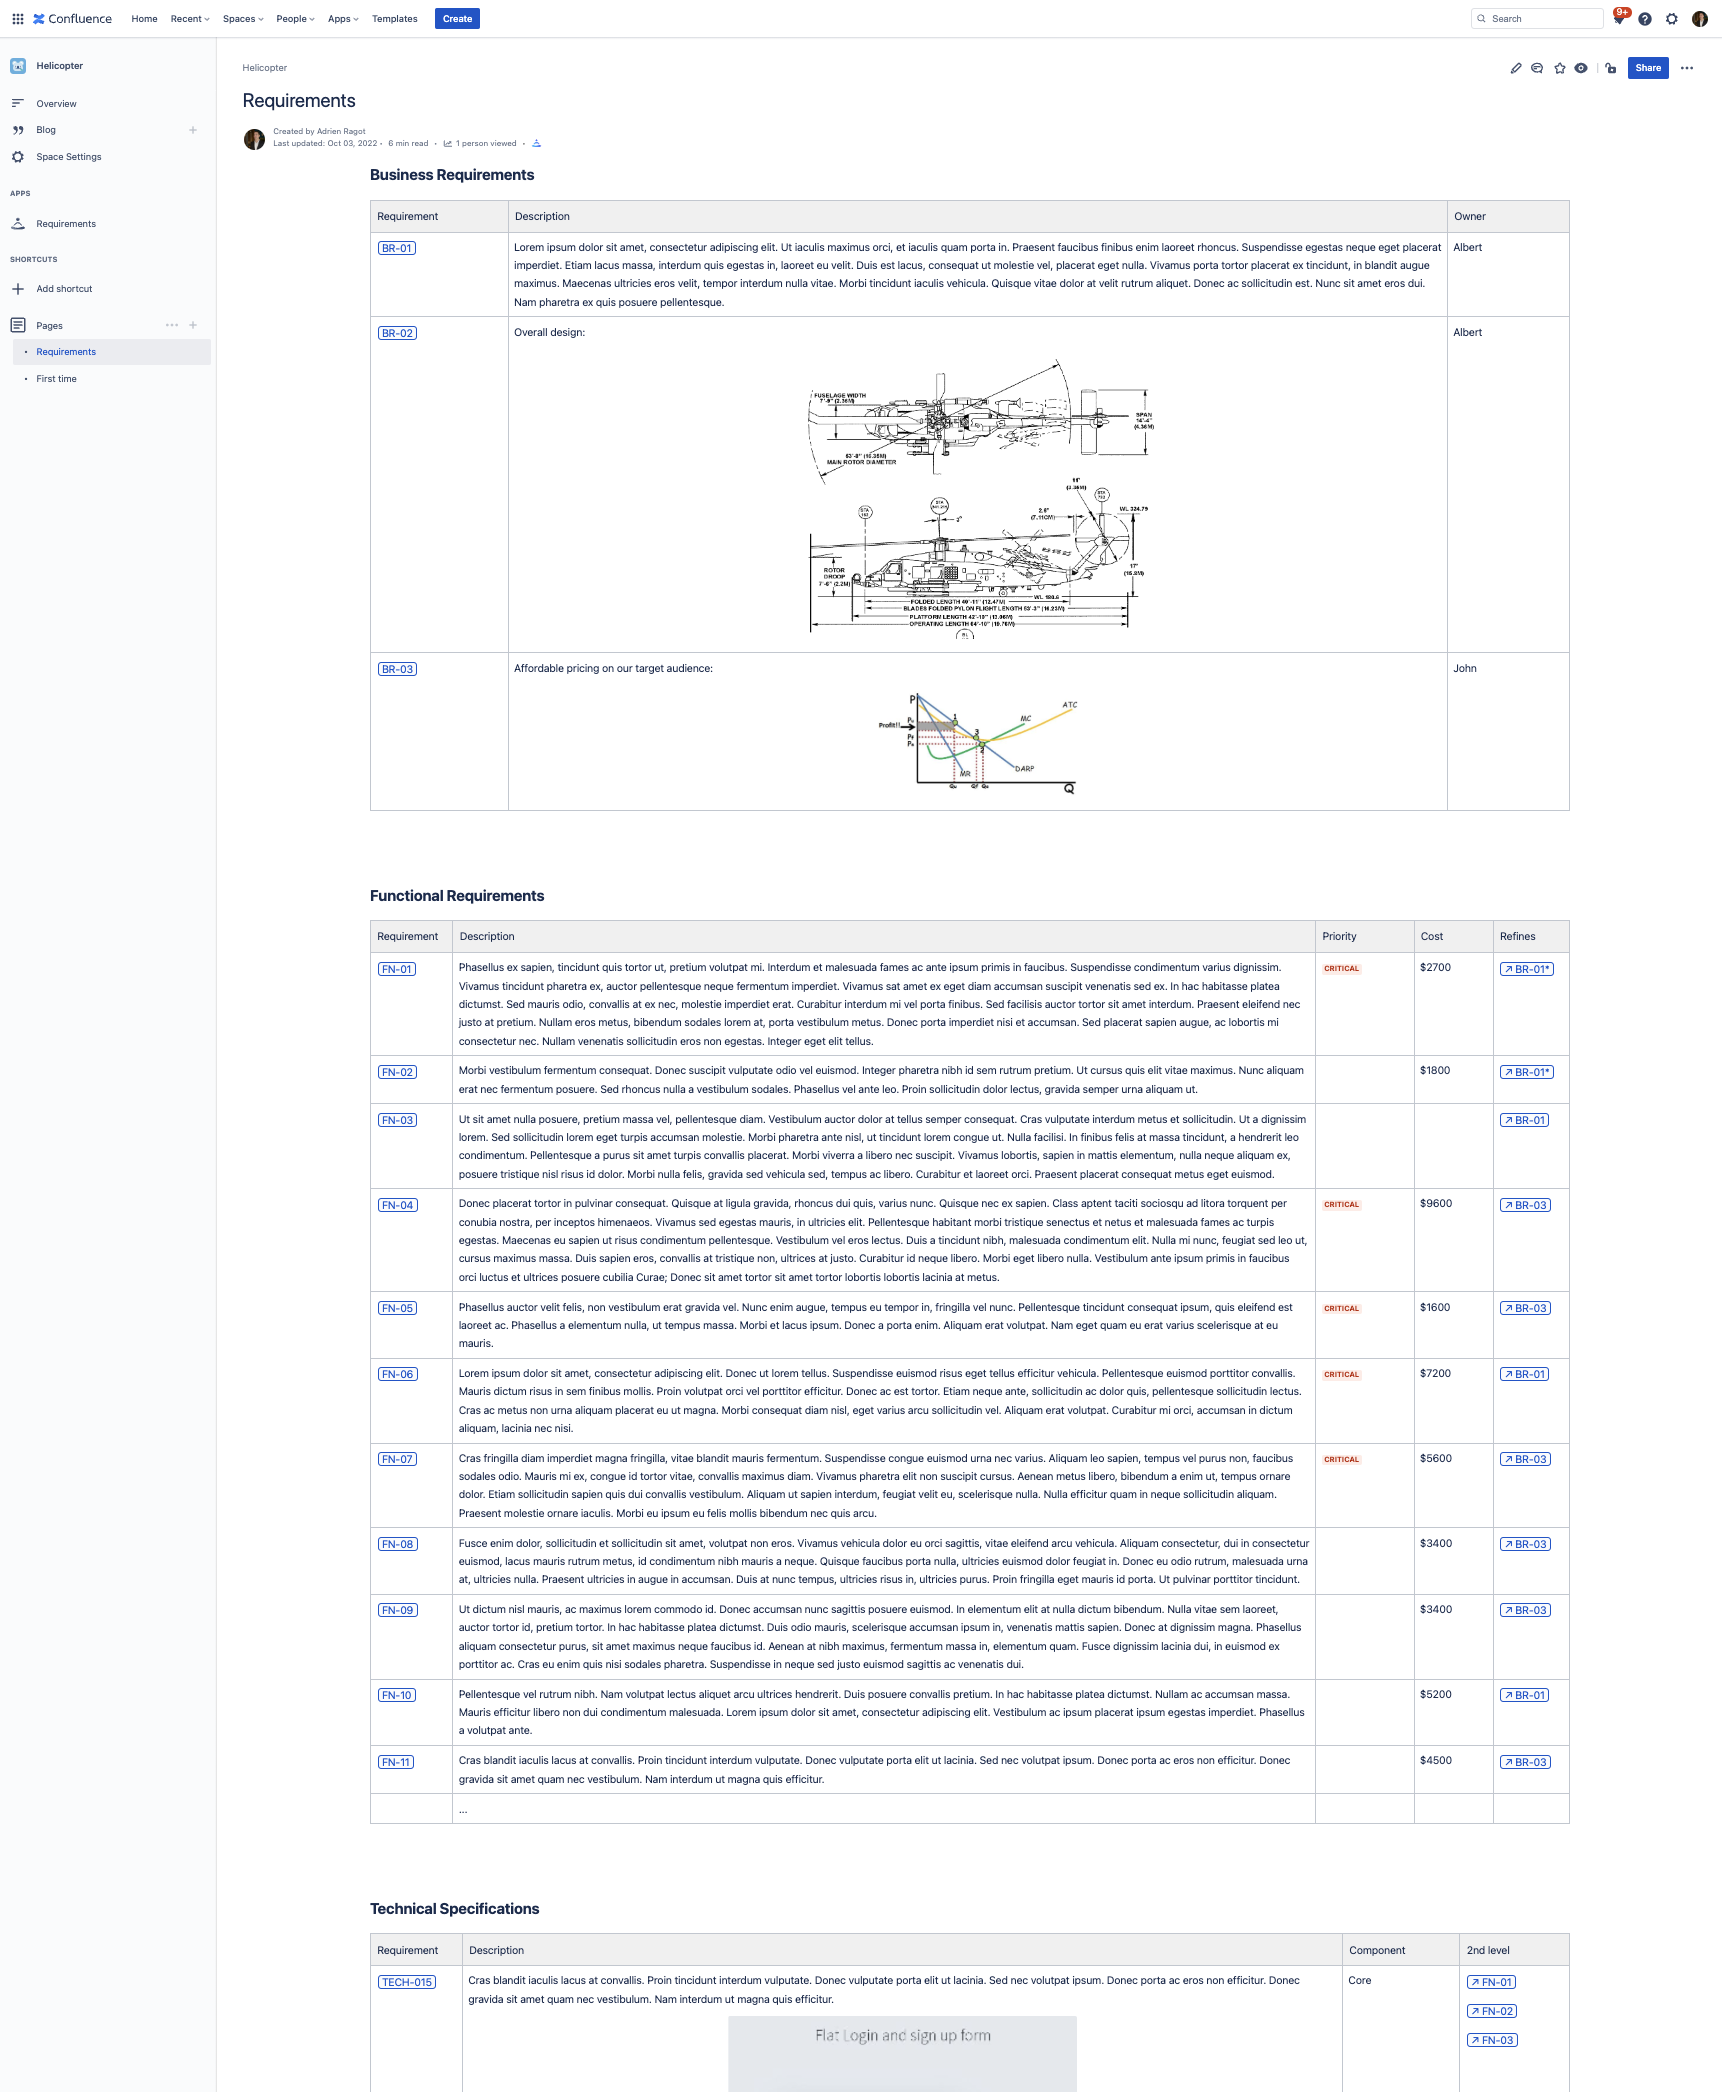 Confluence
Home
Recent
Spaces
People
Apps
Templates
Create
Search
9+
Helicopter
Overview
Blog
Space Settings
APPS
Requirements
SHORTCUTS
Add shortcut
Pages
Requirements
First time
Helicopter
Share
Requirements
Created by Adrien Ragot
Last updated: Oct 03, 2022 • 6 min read • 1 person viewed •
Business Requirements
Requirement Description Owner
BR-01
Lorem ipsum dolor sit amet, consectetur adipiscing elit. Ut iaculis maximus orci, et iaculis quam porta in. Praesent faucibus finibus enim laoreet rhoncus. Suspendisse egestas neque eget placerat
imperdiet. Etiam lacus massa, interdum quis egestas in, laoreet eu velit. Duis est lacus, consequat ut molestie vel, placerat eget nulla. Vivamus porta tortor placerat ex tincidunt, in blandit augue
maximus. Maecenas ultricies eros velit, tempor interdum nulla vitae. Morbi tincidunt iaculis vehicula. Quisque vitae dolor at velit rutrum aliquet. Donec ac sollicitudin est. Nunc sit amet eros dui.
Nam pharetra ex quis posuere pellentesque.
Albert
BR-02
Overall design:
Albert
FUSELAGE WIDTH
7'-9" (2.36M)
SPAN
14'-4"
(4.36M)
53'-8" (16.35M)
MAIN ROTOR DIAMETER
11'
(3.35M)
2.8"
(7.11CM)
3°
WL 324.79
ROTOR
DROOP
7'-6" (2.2M)
17"
WL 180.6
FOLDED LENGTH 40'-11" (12.47M)
BLADES FOLDED PYLON FLIGHT LENGTH 53'-3" (16.23M)
PLATFORM LENGTH 42'-10" (13.06M)
OPERATING LENGTH 64'-10" (19.76M)
BL
BR-03
Affordable pricing on our target audience:
John
P
ATC
MC
Profit!!
1
3
2
MR
DARP
Q
Functional Requirements
Requirement Description Priority Cost Refines
FN-01
Phasellus ex sapien, tincidunt quis tortor ut, pretium volutpat mi. Interdum et malesuada fames ac ante ipsum primis in faucibus. Suspendisse condimentum varius dignissim.
Vivamus tincidunt pharetra ex, auctor pellentesque neque fermentum imperdiet. Vivamus sat amet ex eget diam accumsan suscipit venenatis sed ex. In hac habitasse platea
dictumst. Sed mauris odio, convallis at ex nec, molestie imperdiet erat. Curabitur interdum mi vel porta finibus. Sed facilisis auctor tortor sit amet interdum. Praesent eleifend nec
justo at pretium. Nullam eros metus, bibendum sodales lorem at, porta vestibulum metus. Donec porta imperdiet nisi et accumsan. Sed placerat sapien augue, ac lobortis mi
consectetur nec. Nullam venenatis sollicitudin eros non egestas. Integer eget elit tellus.
CRITICAL
$2700
BR-01*
FN-02
Morbi vestibulum fermentum consequat. Donec suscipit vulputate odio vel euismod. Integer pharetra nibh id sem rutrum pretium. Ut cursus quis elit vitae maximus. Nunc aliquam
erat nec fermentum posuere. Sed rhoncus nulla a vestibulum sodales. Phasellus vel ante leo. Proin sollicitudin dolor lectus, gravida semper urna aliquam ut.
$1800
BR-01*
FN-03
Ut sit amet nulla posuere, pretium massa vel, pellentesque diam. Vestibulum auctor dolor at tellus semper consequat. Cras vulputate interdum metus et sollicitudin. Ut a dignissim
lorem. Sed sollicitudin lorem eget turpis accumsan molestie. Morbi pharetra ante nisl, ut tincidunt lorem congue ut. Nulla facilisi. In finibus felis at massa tincidunt, a hendrerit leo
condimentum. Pellentesque a purus sit amet turpis convallis placerat. Morbi viverra a libero nec suscipit. Vivamus lobortis, sapien in mattis elementum, nulla neque aliquam ex,
posuere tristique nisl risus id dolor. Morbi nulla felis, gravida sed vehicula sed, tempus ac libero. Curabitur et laoreet orci. Praesent placerat consequat metus eget euismod.
BR-01
FN-04
Donec placerat tortor in pulvinar consequat. Quisque at ligula gravida, rhoncus dui quis, varius nunc. Quisque nec ex sapien. Class aptent taciti sociosqu ad litora torquent per
conubia nostra, per inceptos himenaeos. Vivamus sed egestas mauris, in ultricies elit. Pellentesque habitant morbi tristique senectus et netus et malesuada fames ac turpis
egestas. Maecenas eu sapien ut risus condimentum pellentesque. Vestibulum vel eros lectus. Duis a tincidunt nibh, malesuada condimentum elit. Nulla mi nunc, feugiat sed leo ut,
cursus maximus massa. Duis sapien eros, convallis at tristique non, ultrices at justo. Curabitur id neque libero. Morbi eget libero nulla. Vestibulum ante ipsum primis in faucibus
orci luctus et ultrices posuere cubilia Curae; Donec sit amet tortor sit amet tortor lobortis lobortis lacinia at metus.
CRITICAL
$9600
BR-03
FN-05
Phasellus auctor velit felis, non vestibulum erat gravida vel. Nunc enim augue, tempus eu tempor in, fringilla vel nunc. Pellentesque tincidunt consequat ipsum, quis eleifend est
laoreet ac. Phasellus a elementum nulla, ut tempus massa. Morbi et lacus ipsum. Donec a porta enim. Aliquam erat volutpat. Nam eget quam eu erat varius scelerisque at eu
mauris.
CRITICAL
$1600
BR-03
FN-06
Lorem ipsum dolor sit amet, consectetur adipiscing elit. Donec ut lorem tellus. Suspendisse euismod risus eget tellus efficitur vehicula. Pellentesque euismod porttitor convallis.
Mauris dictum risus in sem finibus mollis. Proin volutpat orci vel porttitor efficitur. Donec ac est tortor. Etiam neque ante, sollicitudin ac dolor quis, pellentesque sollicitudin lectus.
Cras ac metus non urna aliquam placerat eu ut magna. Morbi consequat diam nisl, eget varius arcu sollicitudin vel. Aliquam erat volutpat. Curabitur mi orci, accumsan in dictum
aliquam, lacinia nec nisi.
CRITICAL
$7200
BR-01
FN-07
Cras fringilla diam imperdiet magna fringilla, vitae blandit mauris fermentum. Suspendisse congue euismod urna nec varius. Aliquam leo sapien, tempus vel purus non, faucibus
sodales odio. Mauris mi ex, congue id tortor vitae, convallis maximus diam. Vivamus pharetra elit non suscipit cursus. Aenean metus libero, bibendum a enim ut, tempus ornare
dolor. Etiam sollicitudin sapien quis dui convallis vestibulum. Aliquam ut sapien interdum, feugiat velit eu, scelerisque nulla. Nulla efficitur quam in neque sollicitudin aliquam.
Praesent molestie ornare iaculis. Morbi eu ipsum eu felis mollis bibendum nec quis arcu.
CRITICAL
$5600
BR-03
FN-08
Fusce enim dolor, sollicitudin et sollicitudin sit amet, volutpat non eros. Vivamus vehicula dolor eu orci sagittis, vitae eleifend arcu vehicula. Aliquam consectetur, dui in consectetur
euismod, lacus mauris rutrum metus, id condimentum nibh mauris a neque. Quisque faucibus porta nulla, ultricies euismod dolor feugiat in. Donec eu odio rutrum, malesuada urna
at, ultricies nulla. Praesent ultricies in augue in accumsan. Duis at nunc tempus, ultricies risus in, ultricies purus. Proin fringilla eget mauris id porta. Ut pulvinar porttitor tincidunt.
$3400
BR-03
FN-09
Ut dictum nisl mauris, ac maximus lorem commodo id. Donec accumsan nunc sagittis posuere euismod. In elementum elit at nulla dictum bibendum. Nulla vitae sem laoreet,
auctor tortor id, pretium tortor. In hac habitasse platea dictumst. Duis odio mauris, scelerisque accumsan ipsum in, venenatis mattis sapien. Donec at dignissim magna. Phasellus
aliquam consectetur purus, sit amet maximus neque faucibus id. Aenean at nibh maximus, fermentum massa in, elementum quam. Fusce dignissim lacinia dui, in euismod ex
porttitor ac. Cras eu enim quis nisi sodales pharetra. Suspendisse in neque sed justo euismod sagittis ac venenatis dui.
$3400
BR-03
FN-10
Pellentesque vel rutrum nibh. Nam volutpat lectus aliquet arcu ultrices hendrerit. Duis posuere convallis pretium. In hac habitasse platea dictumst. Nullam ac accumsan massa.
Mauris efficitur libero non dui condimentum malesuada. Lorem ipsum dolor sit amet, consectetur adipiscing elit. Vestibulum ac ipsum placerat ipsum egestas imperdiet. Phasellus
a volutpat ante.
$5200
BR-01
FN-11
Cras blandit iaculis lacus at convallis. Proin tincidunt interdum vulputate. Donec vulputate porta elit ut lacinia. Sed nec volutpat ipsum. Donec porta ac eros non efficitur. Donec
gravida sit amet quam nec vestibulum. Nam interdum ut magna quis efficitur.
$4500
BR-03
...
Technical Specifications
Requirement Description Component 2nd level
TECH-015
Cras blandit iaculis lacus at convallis. Proin tincidunt interdum vulputate. Donec vulputate porta elit ut lacinia. Sed nec volutpat ipsum. Donec porta ac eros non efficitur. Donec
gravida sit amet quam nec vestibulum. Nam interdum ut magna quis efficitur.
Core
FN-01
FN-02
FN-03
Flat Login and sign up form